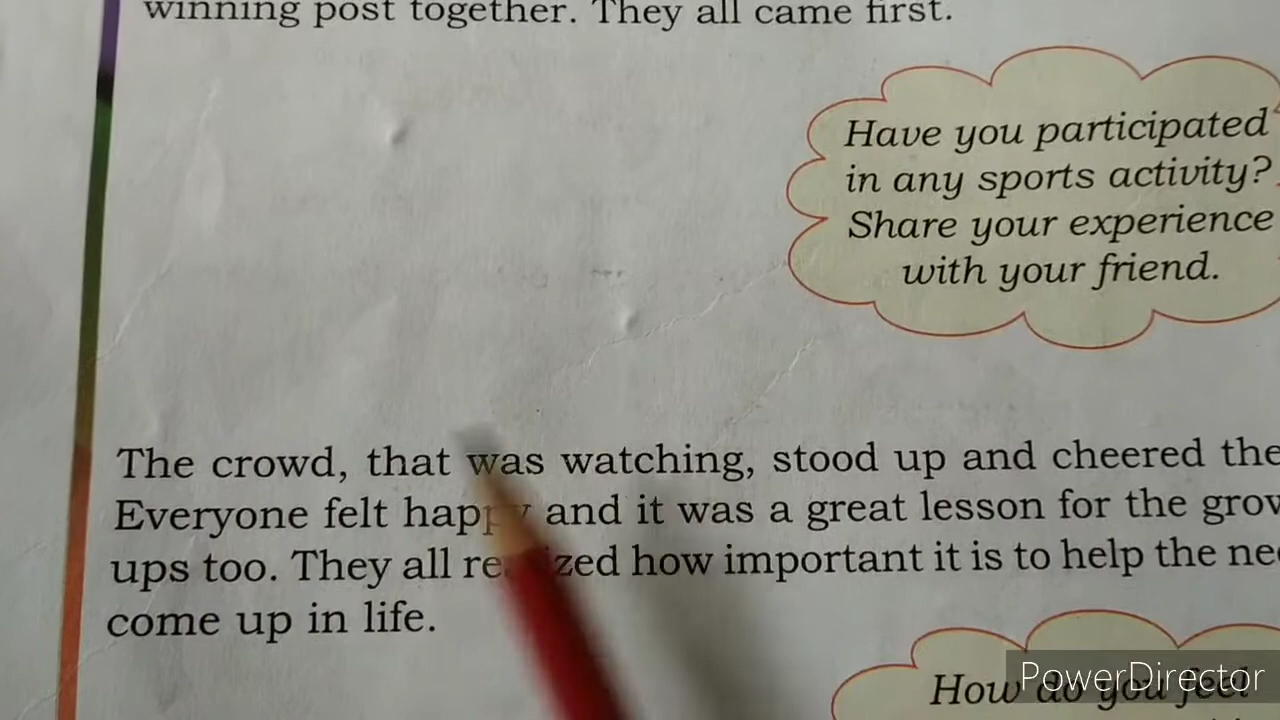 winning post together. They all came first.
Have you participated
in any sports activity?
Share your experience
with your friend.
The crowd, that was watching, stood up and cheered the
Everyone felt happy and it was a great lesson for the
ups too. They all how important it is to help the
come up in life.
How do you feel
PowerDirector